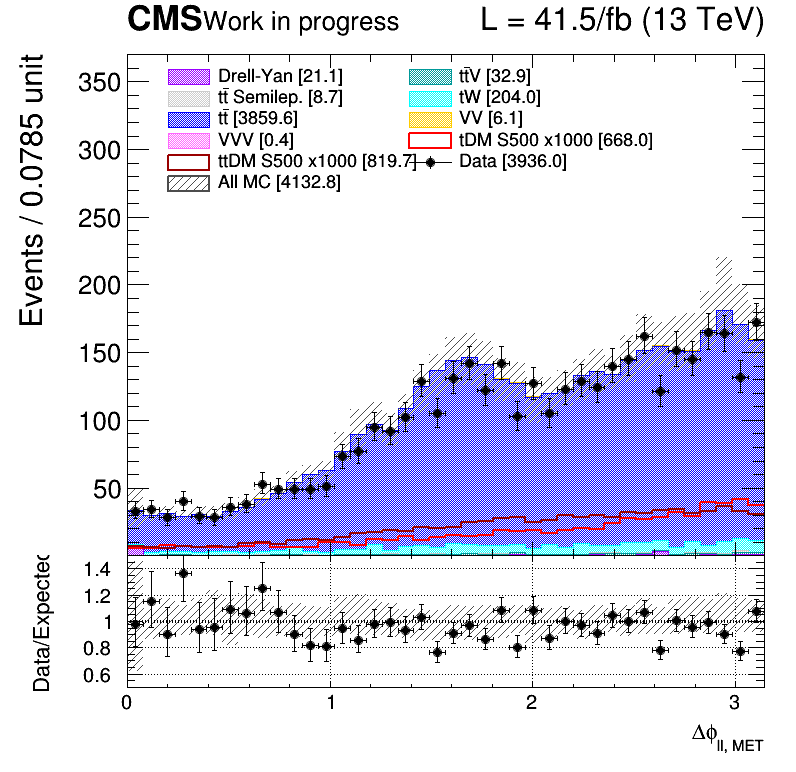 CMS Work in progress L = 41.5/fb (13 TeV)
Events / 0.0785 unit
350
300
250
200
150
100
50
Drell-Yan [21.1]
tt̄ Semilep. [8.7]
tt̄ [3859.6]
VVV [0.4]
ttDM S500 x1000 [819.7]
All MC [4132.8]
tt̄V [32.9]
tW [204.0]
VV [6.1]
tDM S500 x1000 [668.0]
Data [3936.0]
Data/Expected
1.4
1.2
1
0.8
0.6
0 1 2 3
Δϕll, MET